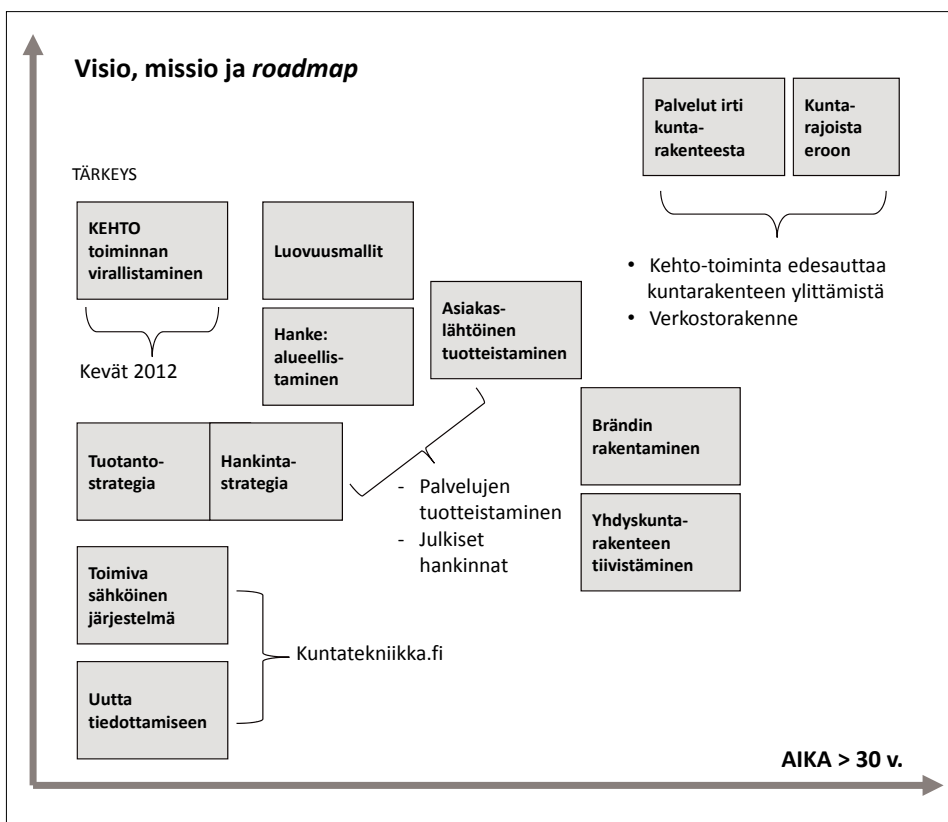 Visio, missio ja roadmap
TÄRKEYS
Palvelut irti
kunta-
rakenteesta
Kunta-
rajoista
eroon
KEHTO
toiminnan
virallistaminen
Luovuusmallit
• Kehto-toiminta edesauttaa
kuntarakenteen ylittämistä
• Verkostorakenne
Kevät 2012
Hanke:
alueellis-
taminen
Asiakas-
lähtöinen
tuotteistaminen
Tuotanto-
strategia
Hankinta-
strategia
- Palvelujen
tuotteistaminen
- Julkiset
hankinnat
Brändin
rakentaminen
Yhdyskunta-
rakenteen
tiivistäminen
Toimiva
sähköinen
järjestelmä
Kuntatekniikka.fi
Uutta
tiedottamiseen
AIKA > 30 v.